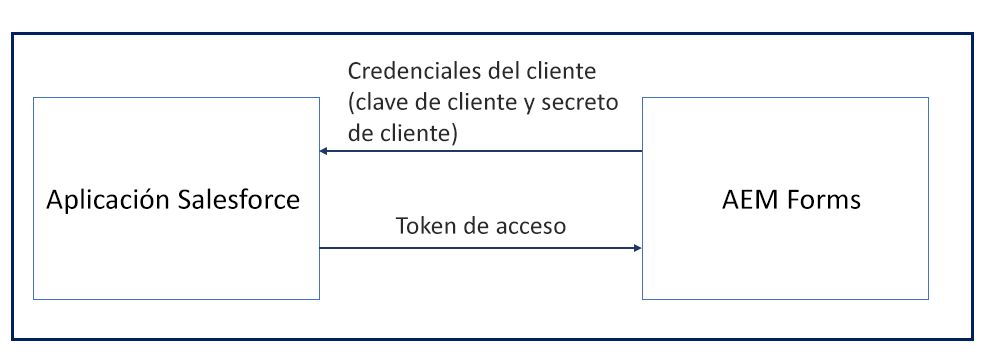 Credenciales del cliente
(clave de cliente y secreto
de cliente)
Aplicación Salesforce
AEM Forms
Token de acceso